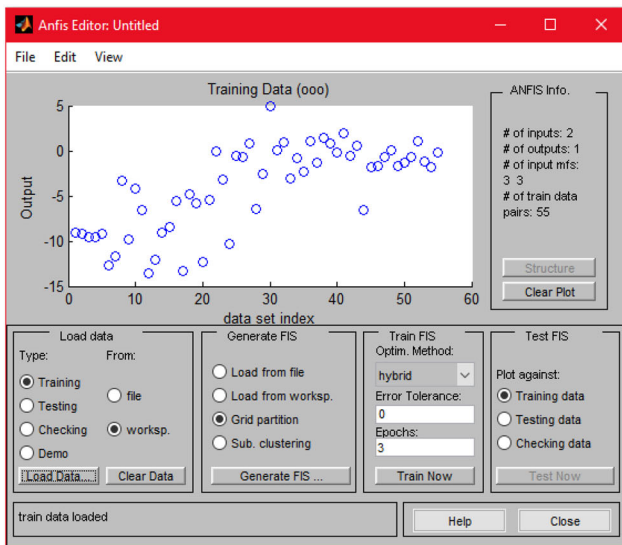 Anfis Editor: Untitled
File Edit View
Training Data (ooo)
5
0
-5
-10
-15
Output
0 10 20 30 40 50 60
data set index
ANFIS Info.
# of inputs: 2
# of outputs: 1
# of input mfs:
3 3
# of train data
pairs: 55
Structure
Clear Plot
Load data
Type: From:
Training
Testing
Checking
Demo
file
worksp.
Load Data... Clear Data
Generate FIS
Load from file
Load from worksp.
Grid partition
Sub. clustering
Generate FIS ...
Train FIS
Optim. Method:
hybrid
Error Tolerance:
0
Epochs:
3
Train Now
Test FIS
Plot against:
Training data
Testing data
Checking data
Test Now
train data loaded
Help Close